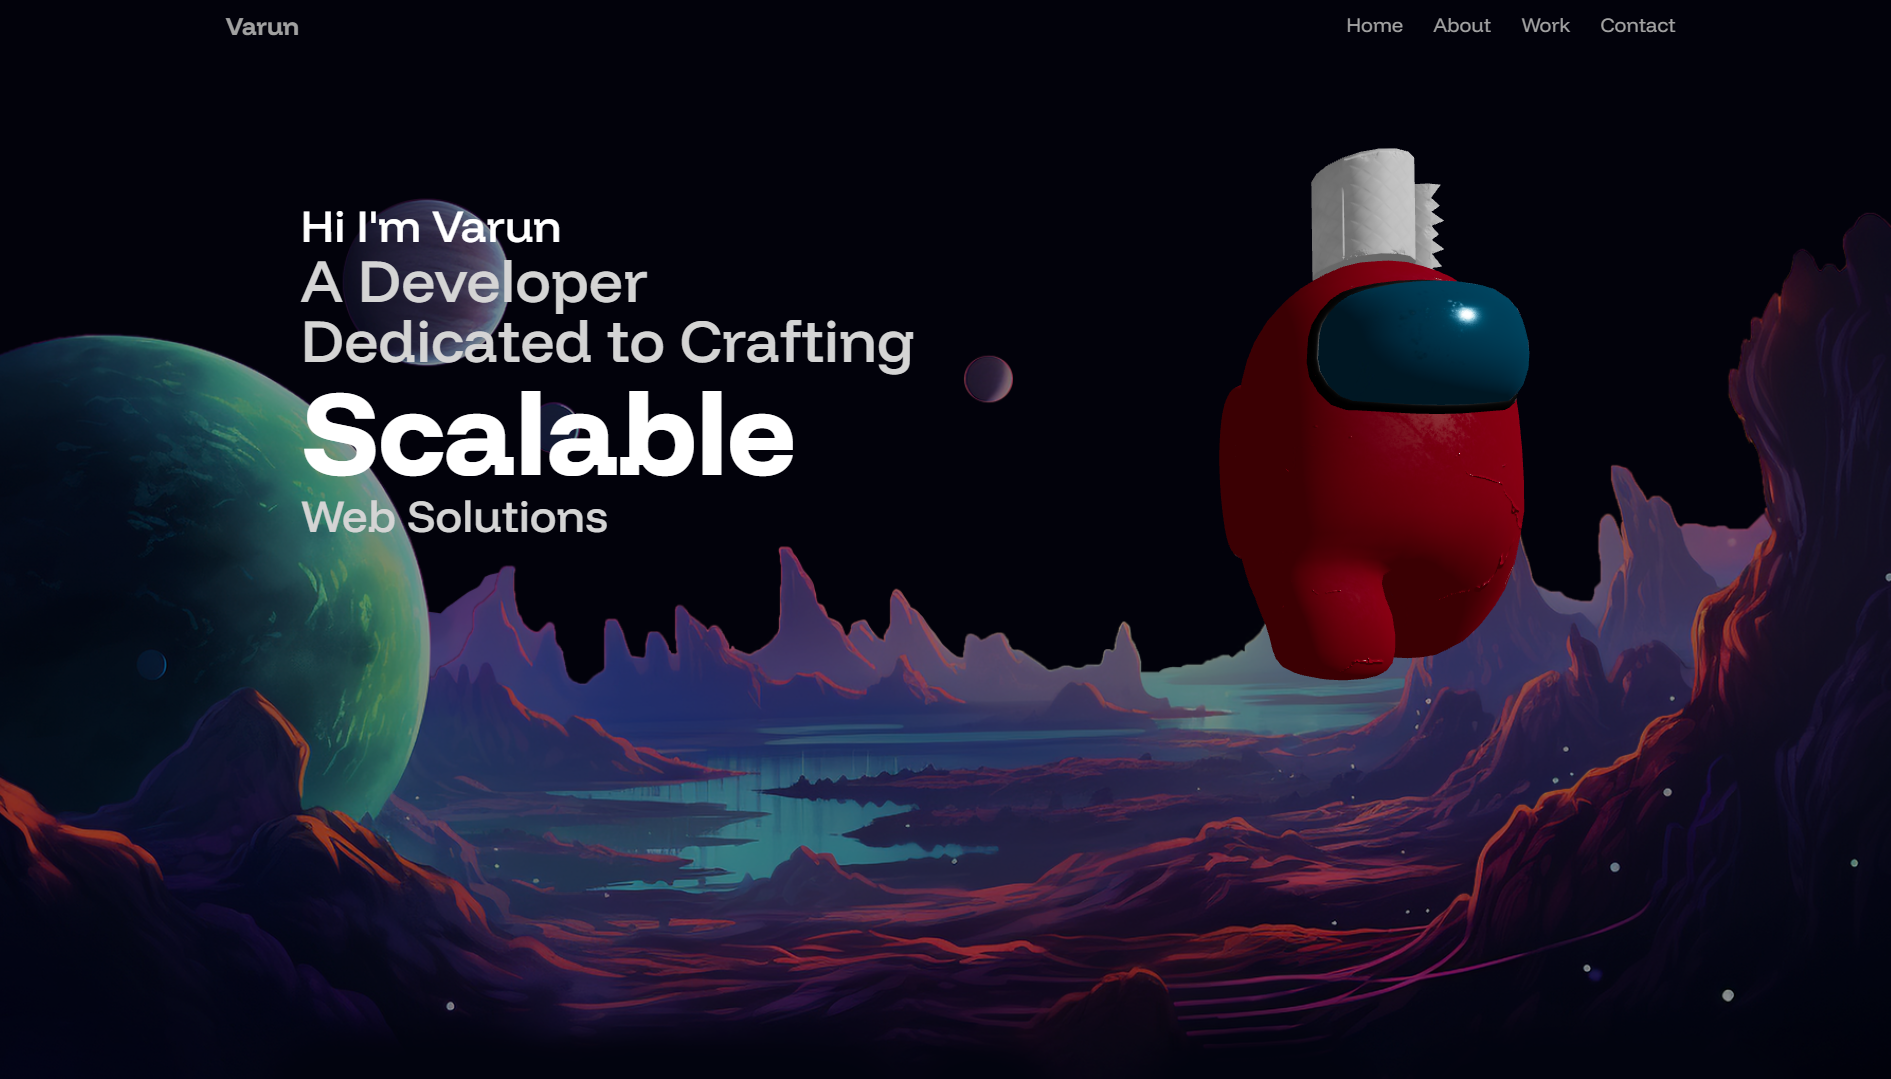 Varun
Home About Work Contact
Hi I'm Varun
A Developer
Dedicated to Crafting
Scalable
Web Solutions